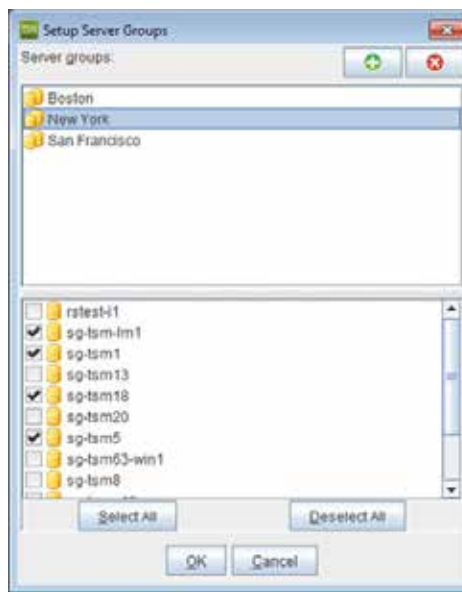 Setup Server Groups
Server groups:
Boston
New York
San Francisco
rstest-i1
sg-tsm-lm1
sg-tsm1
sg-tsm13
sg-tsm18
sg-tsm20
sg-tsm5
sg-tsm63-win1
sg-tsm8
Select All
Deselect All
OK
Cancel